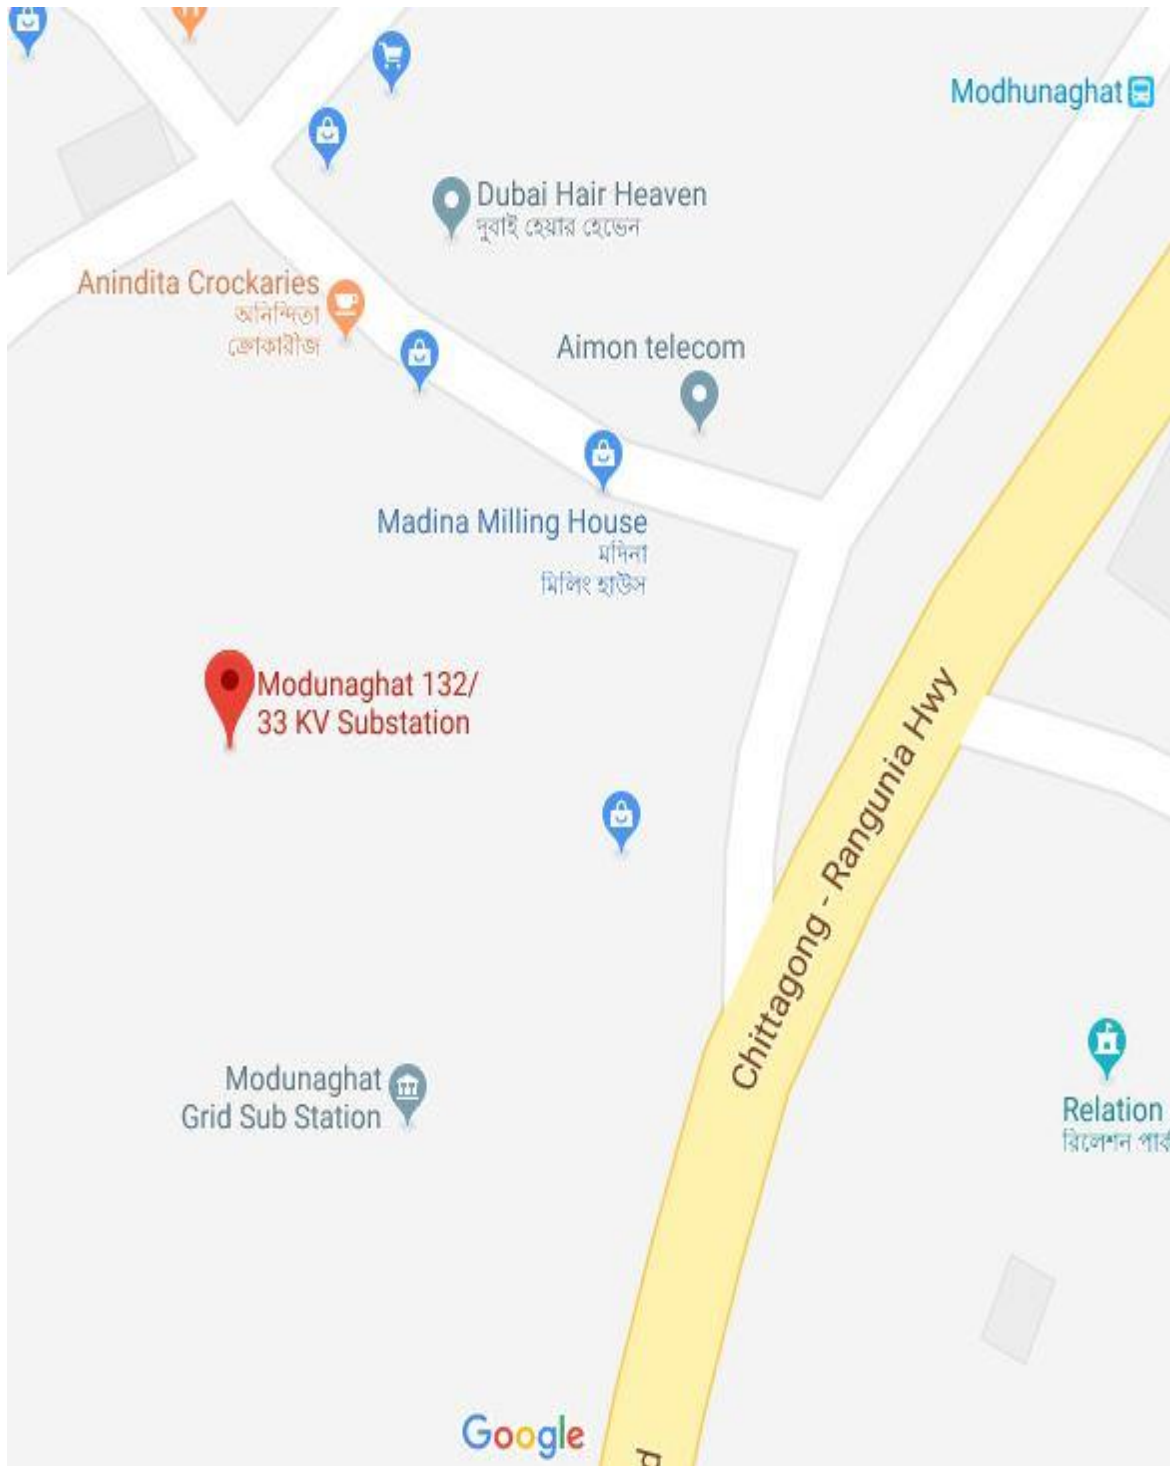 Modhunaghat
Dubai Hair Heaven
দুবাই হেয়ার হেভেন
Anindita Crockaries
অনিন্দিতা
ক্রোকারীজ
Aimon telecom
Madina Milling House
মদিনা
মিলিং হাউস
Modunaghat 132/
33 KV Substation
Chittagong - Rangunia Hwy
Modunaghat
Grid Sub Station
Relation
রিলেশন পার্ক
Google
d